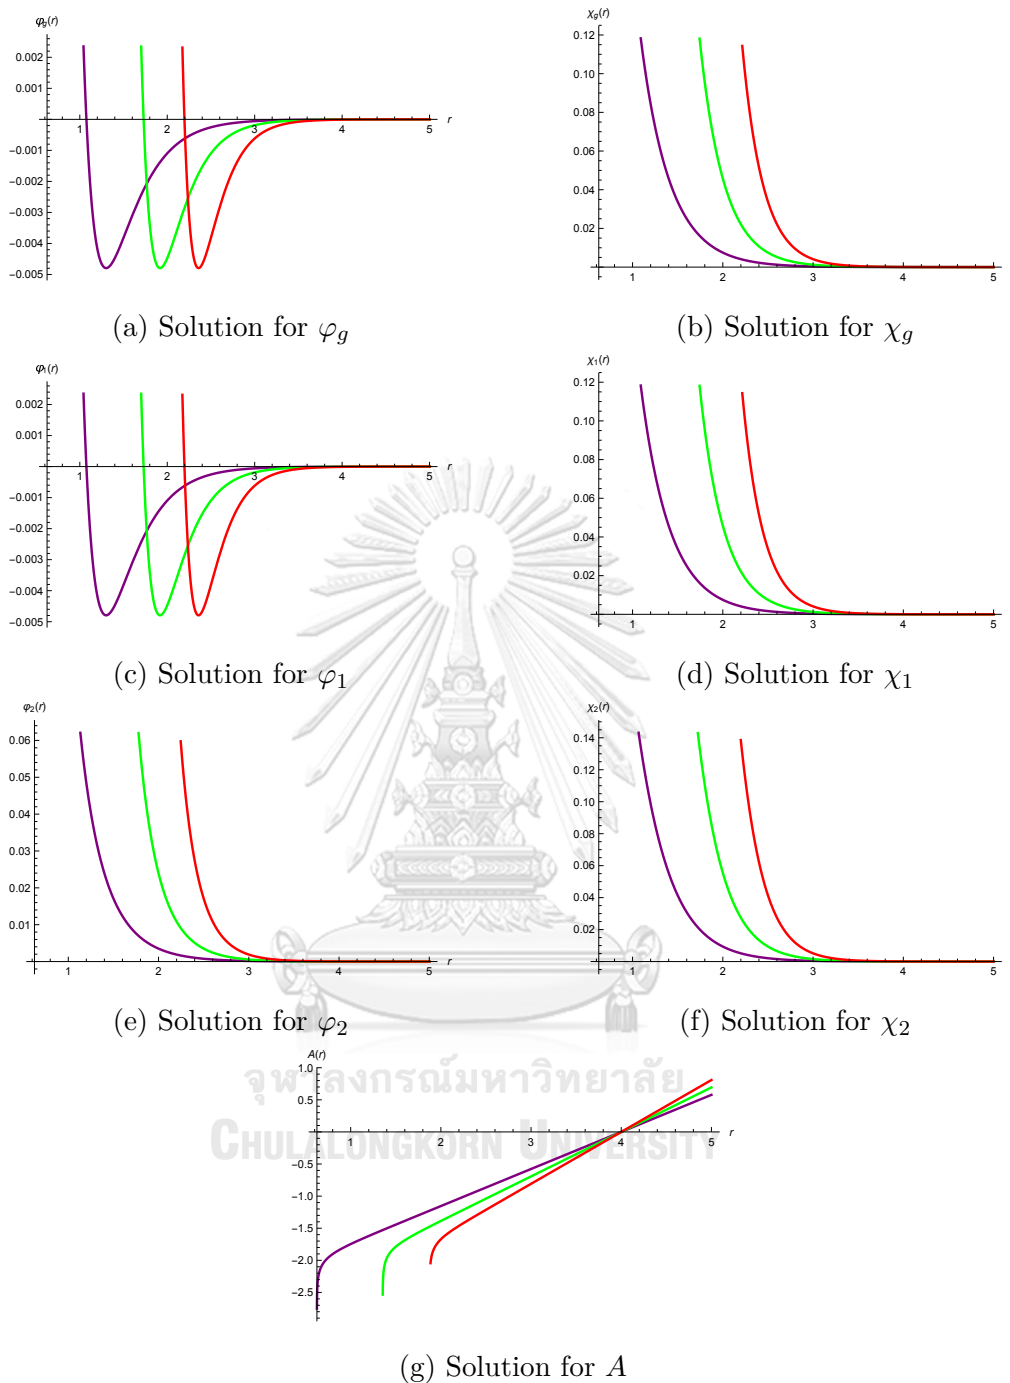 φg(r)
0.002
0.001
1 2 3 4 5 r
−0.001
−0.002
−0.003
−0.004
−0.005
(a) Solution for φg
χg(r)
0.12
0.10
0.08
0.06
0.04
0.02
1 2 3 4 5
(b) Solution for χg
φ1(r)
0.002
0.001
1 2 3 4 5 r
−0.001
−0.002
−0.003
−0.004
−0.005
(c) Solution for φ1
χ1(r)
0.12
0.10
0.08
0.06
0.04
0.02
1 2 3 4 5
(d) Solution for χ1
φ2(r)
0.06
0.05
0.04
0.03
0.02
0.01
1 2 3 4 5 r
(e) Solution for φ2
χ2(r)
0.14
0.12
0.10
0.08
0.06
0.04
0.02
1 2 3 4 5
(f) Solution for χ2
A(r)
1.0
0.5
1 2 3 4 5 r
−0.5
−1.0
−1.5
−2.0
−2.5
(g) Solution for A
จุฬาลงกรณ์มหาวิทยาลัย
CHULALONGKORN UNIVERSITY